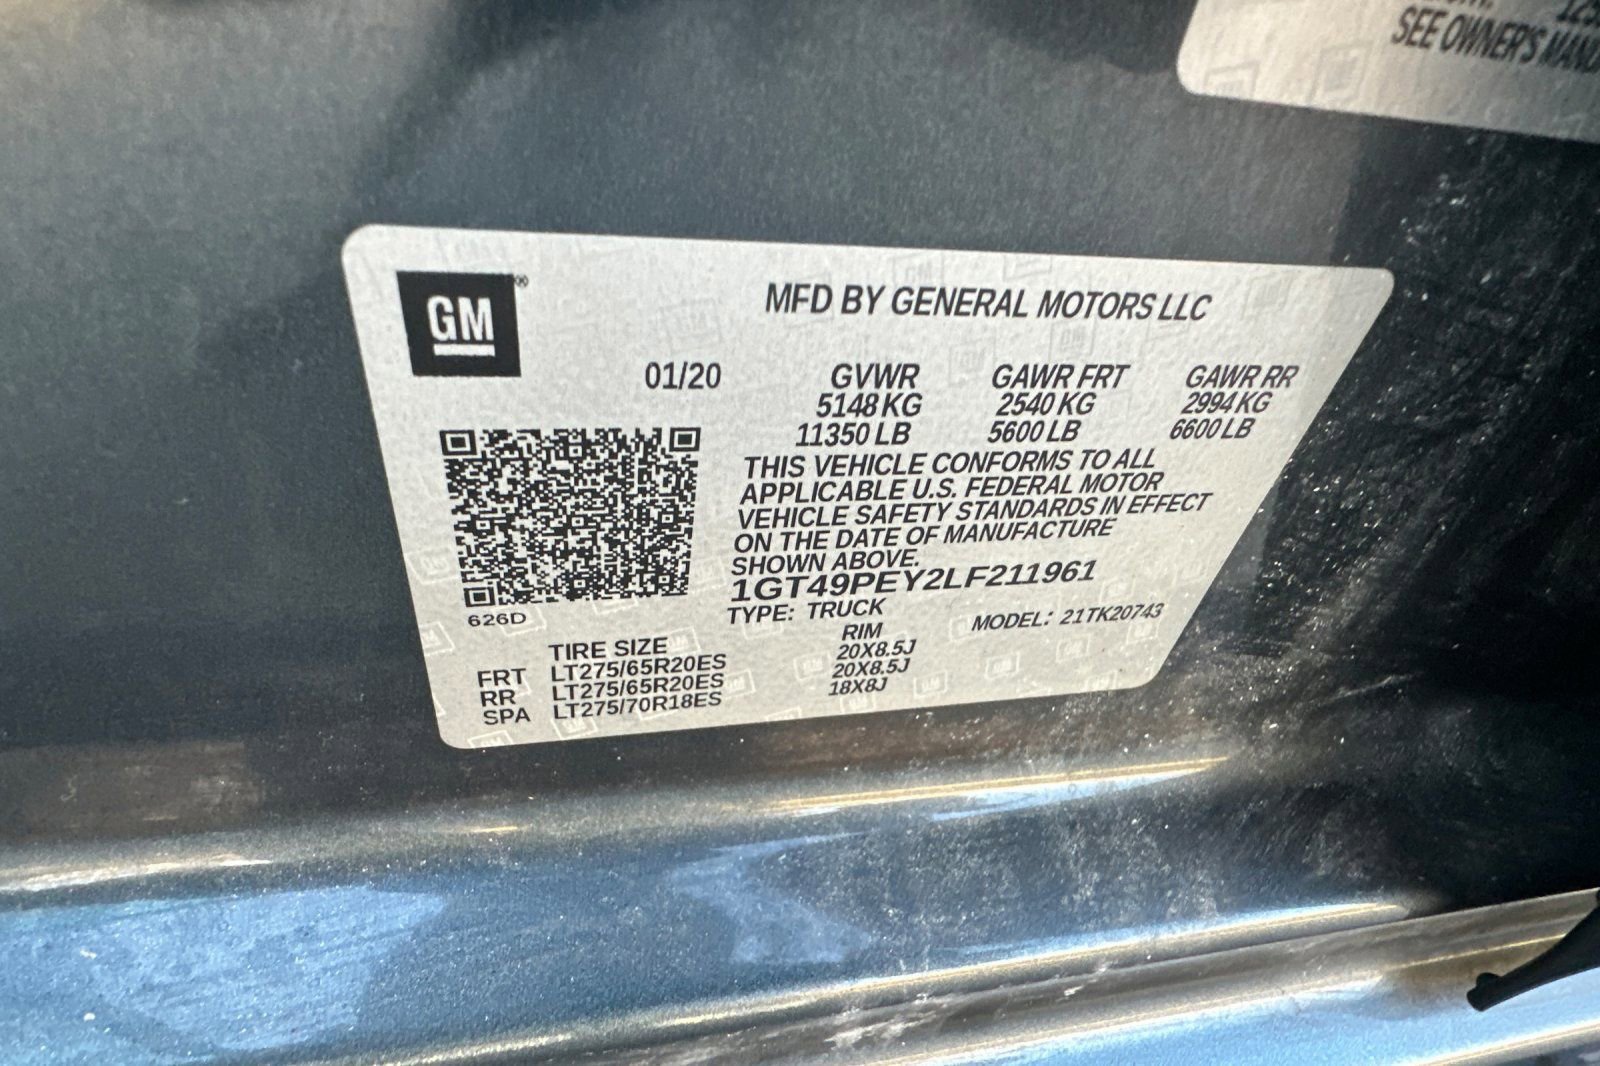 SEE OWNER'S
GM
MFD BY GENERAL MOTORS LLC
01/20 GVWR GAWR FRT GAWR RR
5148 KG 2540 KG 2994 KG
11350 LB 5600 LB 6600 LB
THIS VEHICLE CONFORMS TO ALL
APPLICABLE U.S. FEDERAL MOTOR
VEHICLE SAFETY STANDARDS IN EFFECT
ON THE DATE OF MANUFACTURE
SHOWN ABOVE.
1GT49PEY2LF211961
626D
TYPE: TRUCK MODEL: 21TK20743
TIRE SIZE RIM
FRT LT275/65R20ES 20X8.5J
RR LT275/65R20ES 20X8.5J
SPA LT275/70R18ES 18X8J